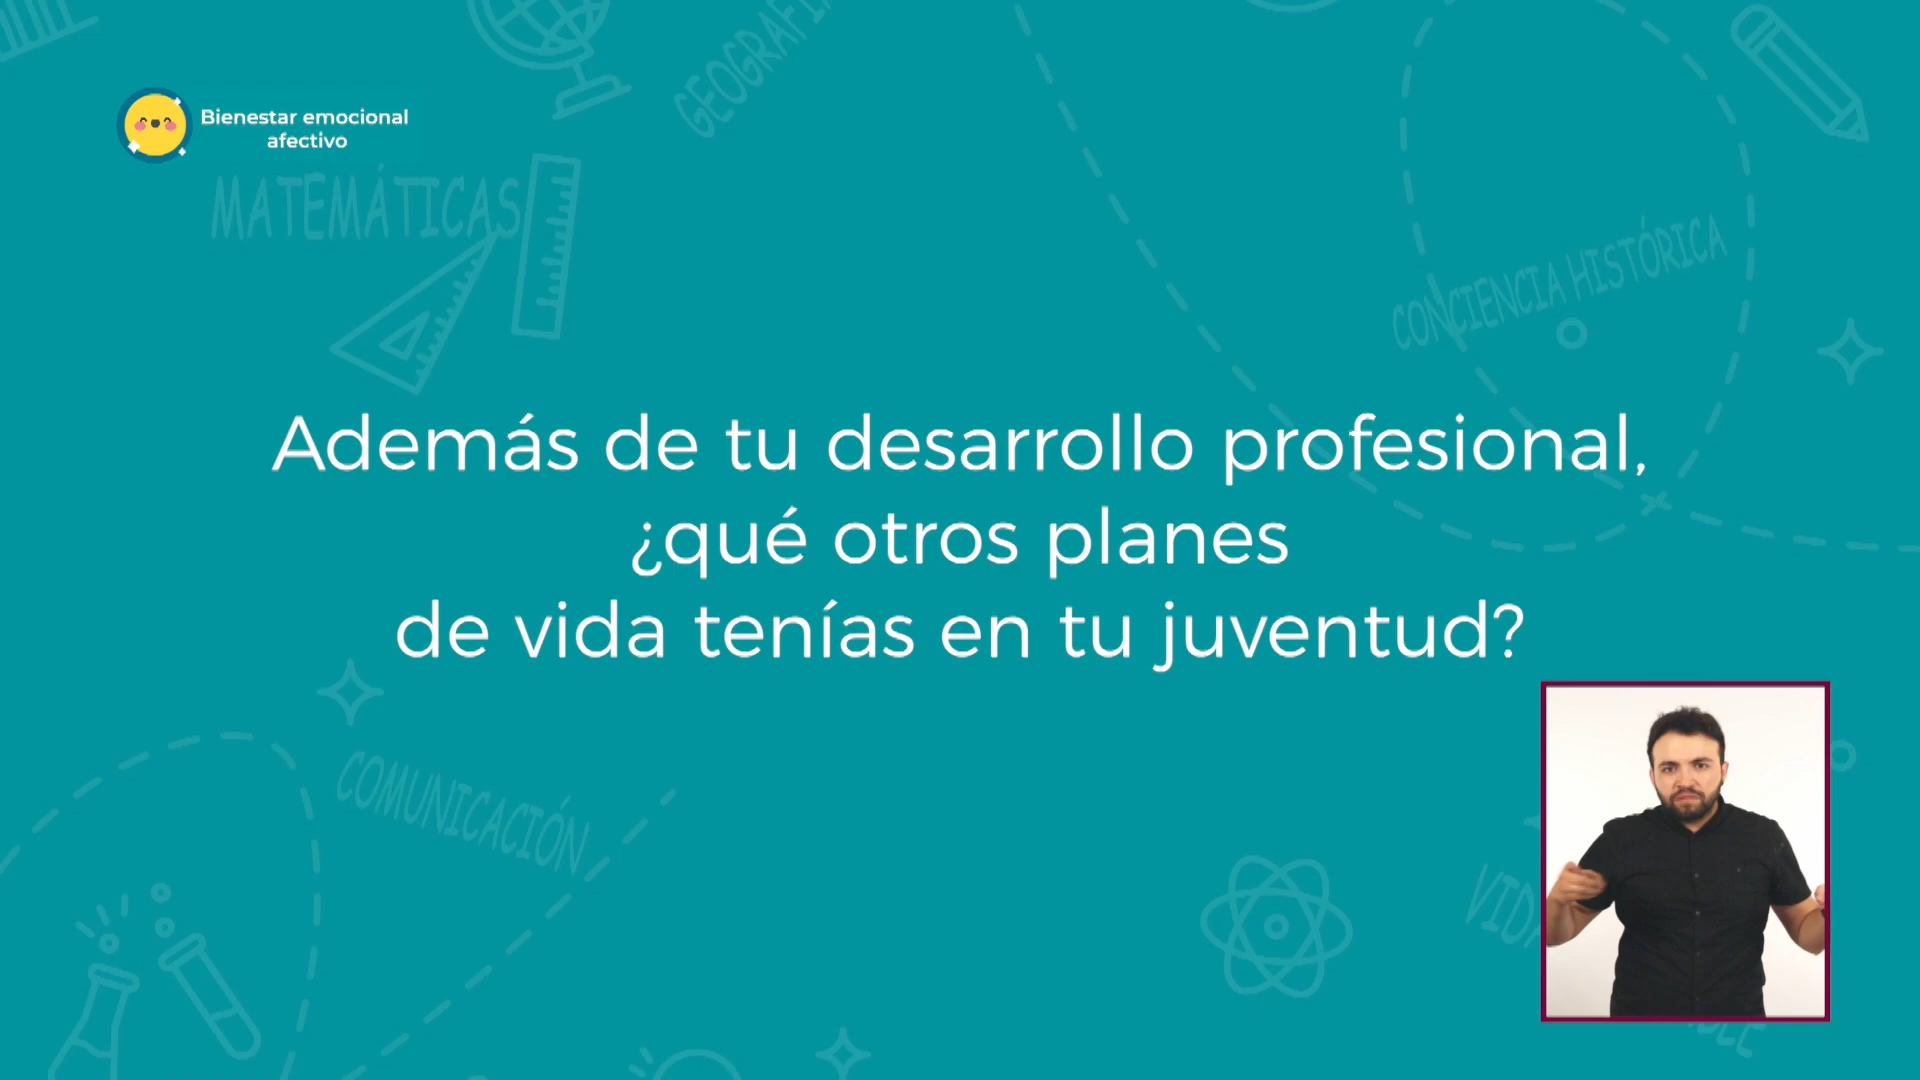 GEOGRAFÍA
Bienestar emocional
afectivo
MATEMÁTICAS
CONCIENCIA HISTÓRICA
Además de tu desarrollo profesional,
¿qué otros planes
de vida tenías en tu juventud?
COMUNICACIÓN